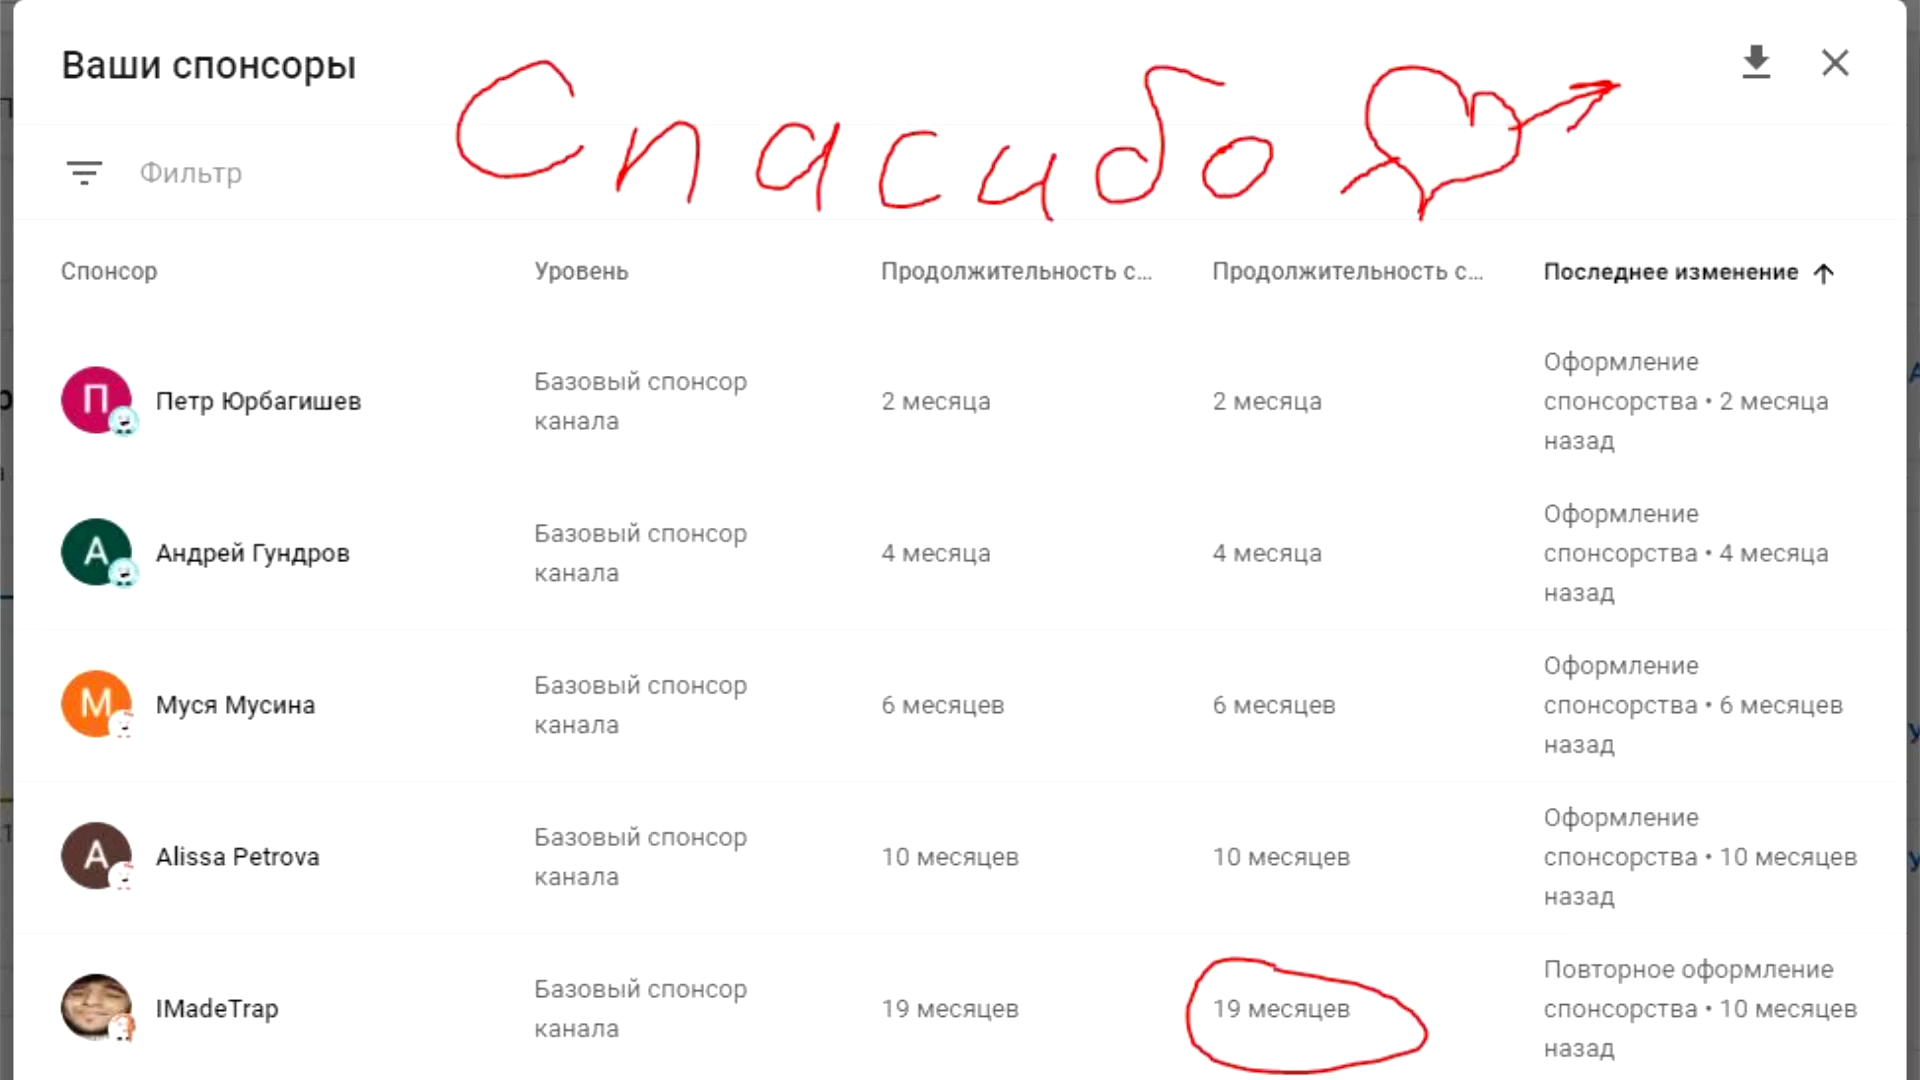 Ваши спонсоры
Спасибо
Фильтр
Спонсор Уровень Продолжительность с... Продолжительность с... Последнее изменение
П Петр Юрбагишев Базовый спонсор канала 2 месяца 2 месяца Оформление спонсорства • 2 месяца назад
А Андрей Гундров Базовый спонсор канала 4 месяца 4 месяца Оформление спонсорства • 4 месяца назад
М Муся Мусина Базовый спонсор канала 6 месяцев 6 месяцев Оформление спонсорства • 6 месяцев назад
A Alissa Petrova Базовый спонсор канала 10 месяцев 10 месяцев Оформление спонсорства • 10 месяцев назад
IMadeTrap Базовый спонсор канала 19 месяцев 19 месяцев Повторное оформление спонсорства • 10 месяцев назад